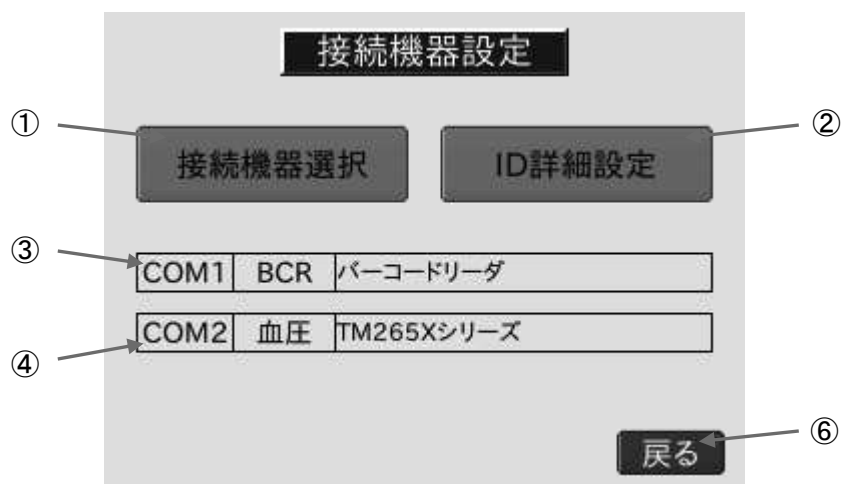 接続機器設定
① ②
接続機器選択 ID詳細設定
③
COM1 BCR バーコードリーダ
COM2 血圧 TM265Xシリーズ
④
⑥
戻る